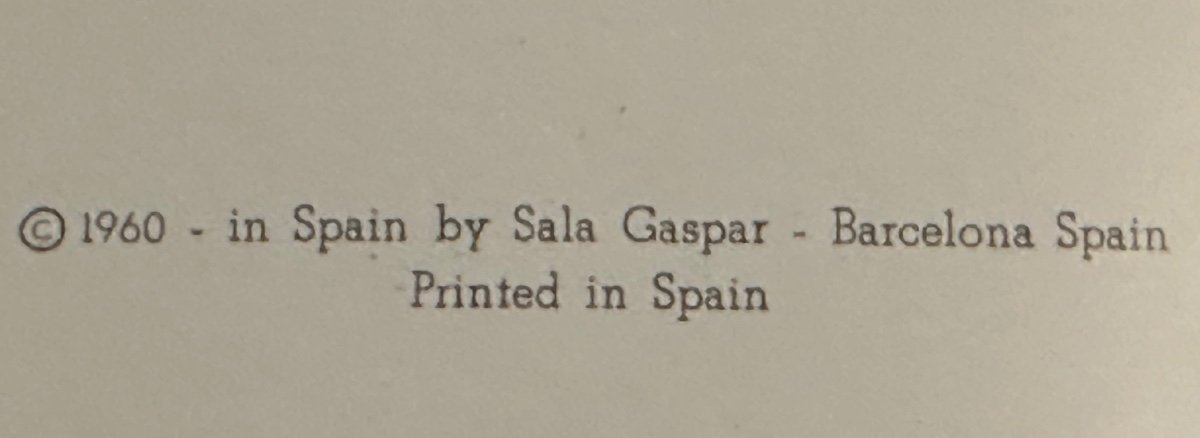 © 1960 - in Spain by Sala Gaspar - Barcelona Spain
Printed in Spain